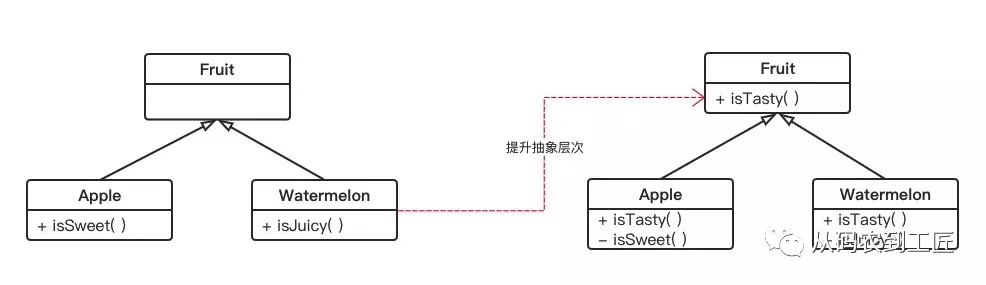 Fruit
Apple
+ isSweet( )
Watermelon
+ isJuicy( )
提升抽象层次
Fruit
+ isTasty( )
Apple
+ isTasty( )
− isSweet( )
Watermelon
+ isTasty( )
从码农到工匠